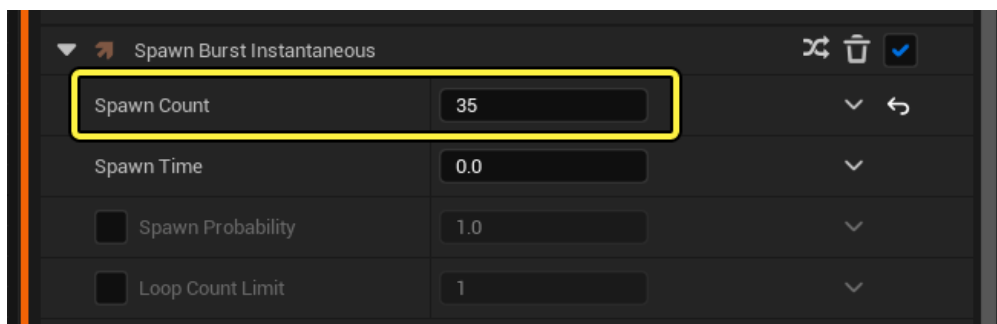 Spawn Burst Instantaneous
Spawn Count 35
Spawn Time 0.0
Spawn Probability 1.0
Loop Count Limit 1